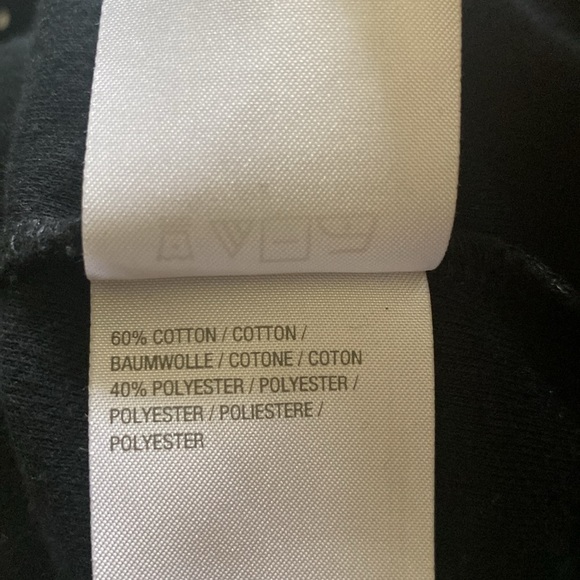 60% COTTON / COTTON /
BAUMWOLLE / COTONE / COTON
40% POLYESTER / POLYESTER /
POLYESTER / POLIESTERE /
POLYESTER